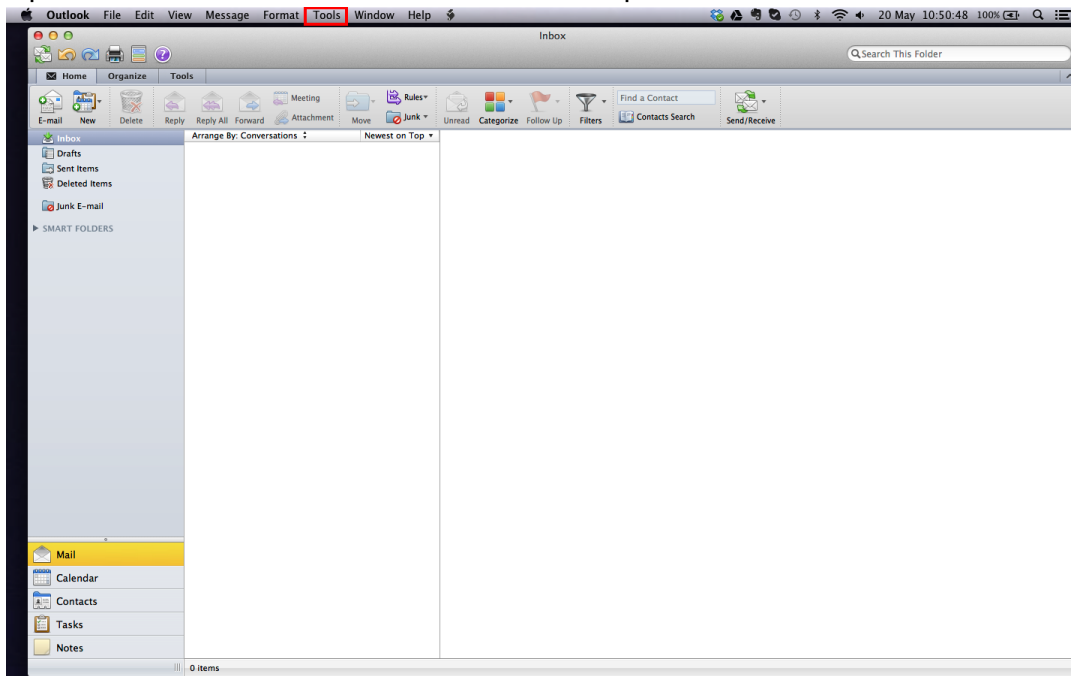 Outlook File Edit View Message Format Tools Window Help 20 May 10:50:48 100%
Inbox
Search This Folder
Home Organize Tools
Meeting Rules Find a Contact
Attachment Junk Contacts Search
E-mail New Delete Reply Reply All Forward Move Unread Categorize Follow Up Filters Send/Receive
Inbox Arrange By: Conversations Newest on Top
Drafts
Sent Items
Deleted Items
Junk E-mail
SMART FOLDERS
Mail
Calendar
Contacts
Tasks
Notes
0 items